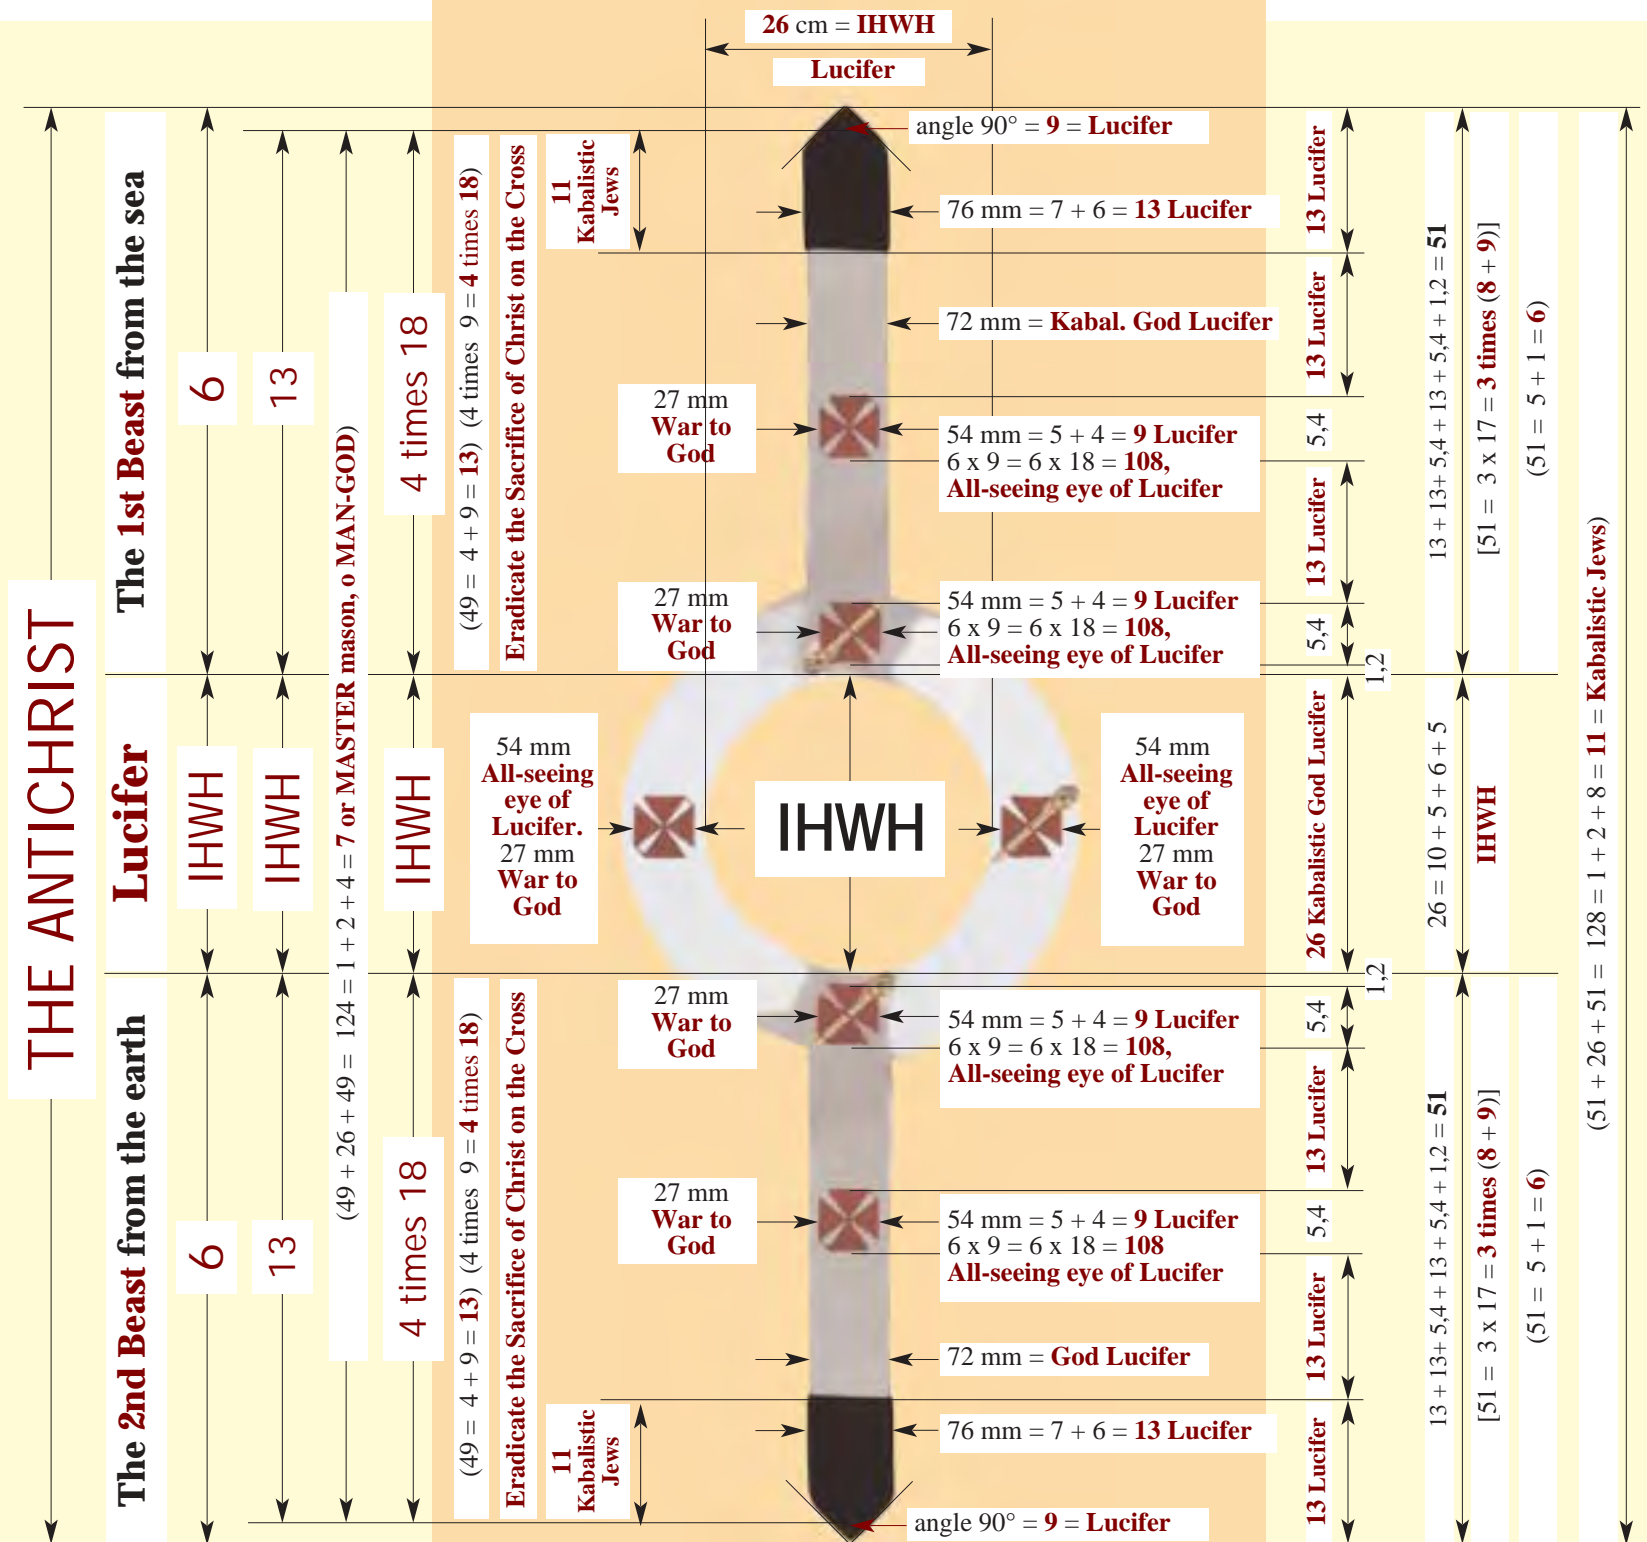 26 cm = IHWH
Lucifer
THE ANTICHRIST
The 1st Beast from the sea
Lucifer
The 2nd Beast from the earth
6
IHWH
6
13
IHWH
13
(49 + 26 + 49 = 124 = 1 + 2 + 4 = 7 or MASTER mason, o MAN-GOD)
4 times 18
IHWH
4 times 18
(49 = 4 + 9 = 13) (4 times 9 = 4 times 18)
Eradicate the Sacrifice of Christ on the Cross
(49 = 4 + 9 = 13) (4 times 9 = 4 times 18)
Eradicate the Sacrifice of Christ on the Cross
11
Kabalistic
Jews
angle 90° = 9 = Lucifer
76 mm = 7 + 6 = 13 Lucifer
72 mm = Kabal. God Lucifer
27 mm
War to
God
54 mm = 5 + 4 = 9 Lucifer
6 x 9 = 6 x 18 = 108,
All-seeing eye of Lucifer
27 mm
War to
God
54 mm = 5 + 4 = 9 Lucifer
6 x 9 = 6 x 18 = 108,
All-seeing eye of Lucifer
54 mm
All-seeing
eye of
Lucifer.
27 mm
War to
God
IHWH
54 mm
All-seeing
eye of
Lucifer
27 mm
War to
God
27 mm
War to
God
54 mm = 5 + 4 = 9 Lucifer
6 x 9 = 6 x 18 = 108,
All-seeing eye of Lucifer
27 mm
War to
God
54 mm = 5 + 4 = 9 Lucifer
6 x 9 = 6 x 18 = 108
All-seeing eye of Lucifer
72 mm = God Lucifer
11
Kabalistic
Jews
76 mm = 7 + 6 = 13 Lucifer
angle 90° = 9 = Lucifer
13 Lucifer
13 Lucifer
5,4
13 Lucifer
5,4
1,2
26 Kabalistic God Lucifer
1,2
5,4
13 Lucifer
5,4
13 Lucifer
13 Lucifer
13 + 13+ 5,4 + 13 + 5,4 + 1,2 = 51
[51 = 3 x 17 = 3 times (8 + 9)]
(51 = 5 + 1 = 6)
26 = 10 + 5 + 6 + 5
IHWH
13 + 13+ 5,4 + 13 + 5,4 + 1,2 = 51
[51 = 3 x 17 = 3 times (8 + 9)]
(51 = 5 + 1 = 6)
(51 + 26 + 51 = 128 = 1 + 2 + 8 = 11 = Kabalistic Jews)